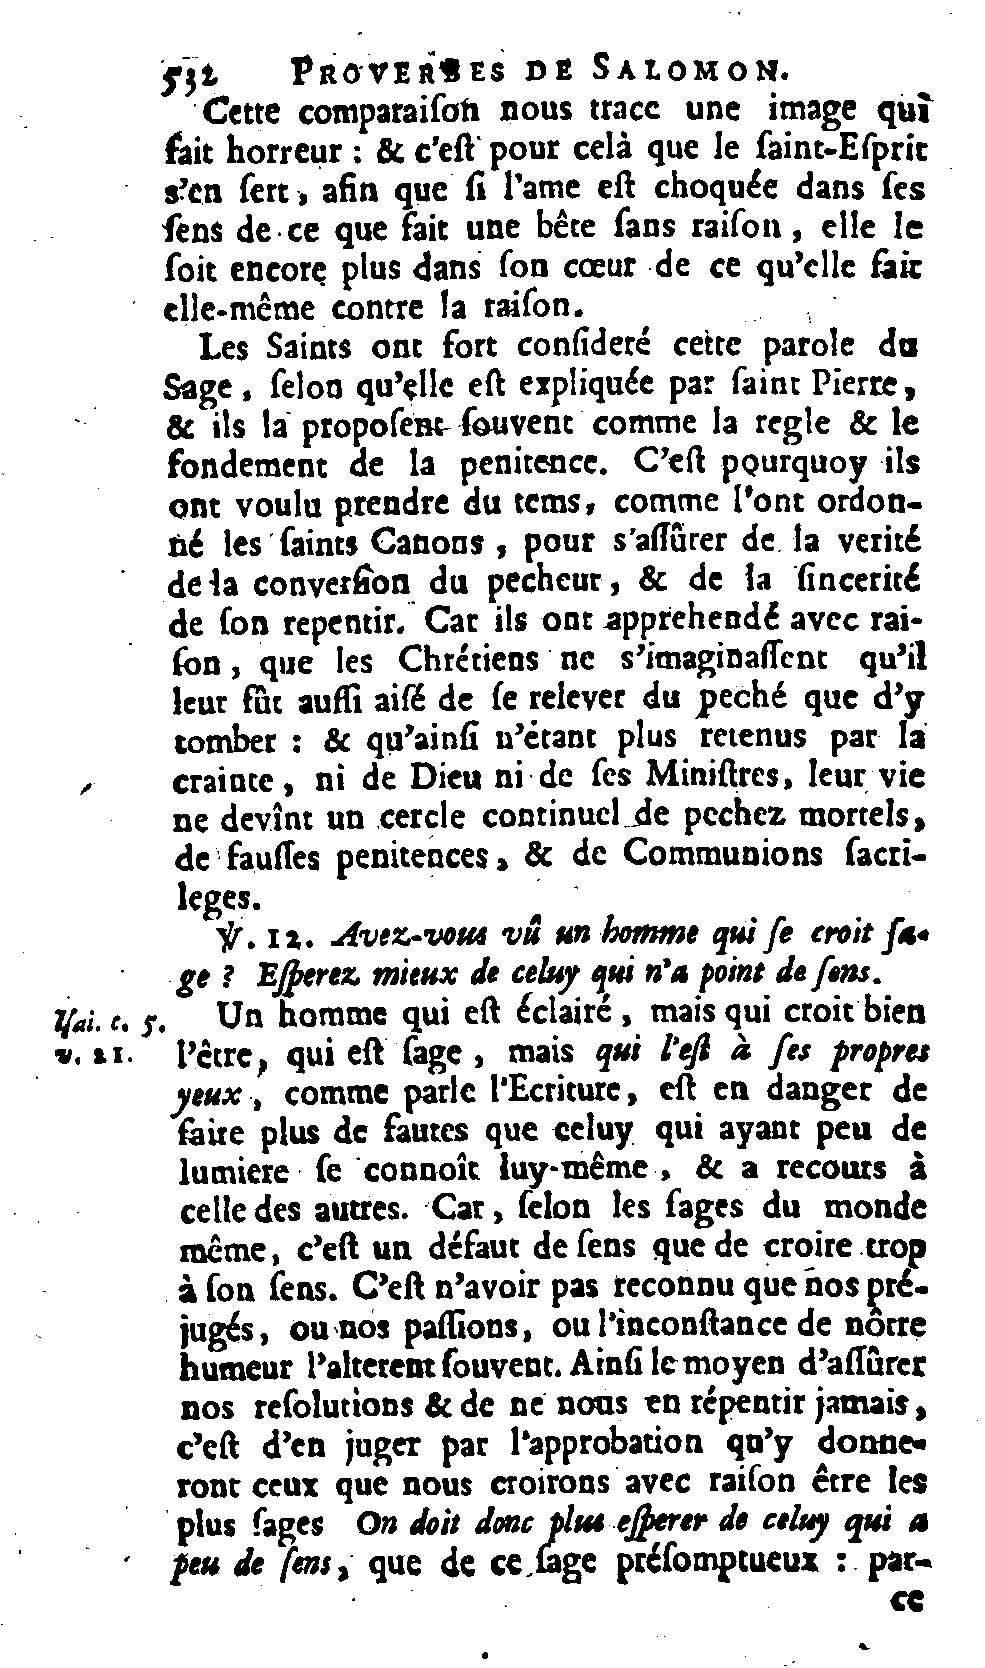 532 PROVERBES DE SALOMON.
Cette comparaiſon nous trace une image qui
fait horreur : & c'eſt pour celà que le ſaint-Eſprit
s'en ſert, afin que ſi l'ame eſt choquée dans ſes
ſens de ce que fait une bête ſans raiſon, elle le
ſoit encore plus dans ſon cœur de ce qu'elle fait
elle-même contre la raiſon.
Les Saints ont fort conſideré cette parole du
Sage, ſelon qu'elle eſt expliquée par ſaint Pierre,
& ils la propoſent ſouvent comme la regle & le
fondement de la penitence. C'eſt pourquoy ils
ont voulu prendre du tems, comme l'ont ordon-
né les ſaints Canons, pour s'aſſûrer de la verité
de la converſion du pecheur, & de la ſincerité
de ſon repentir. Car ils ont apprehendé avec rai-
ſon, que les Chrétiens ne s'imaginaſſent qu'il
leur fût auſſi aiſé de ſe relever du peché que d'y
tomber : & qu'ainſi n'étant plus retenus par la
crainte, ni de Dieu ni de ſes Miniſtres, leur vie
ne devînt un cercle continuel de pechez mortels,
de fauſſes penitences, & de Communions ſacri-
leges.
℣. 12. Avez-vous vû un homme qui ſe croit ſa-
ge ? Eſperez mieux de celuy qui n'a point de ſens.
Iſai. c. 5.
v. 21.
Un homme qui eſt éclairé, mais qui croit bien
l'être, qui eſt ſage, mais qui l'eſt à ſes propres
yeux, comme parle l'Ecriture, eſt en danger de
faire plus de fautes que celuy qui ayant peu de
lumiere ſe connoît luy-même, & a recours à
celle des autres. Car, ſelon les ſages du monde
même, c'eſt un défaut de ſens que de croire trop
à ſon ſens. C'eſt n'avoir pas reconnu que nos pré-
jugés, ou nos paſſions, ou l'inconſtance de nôtre
humeur l'alterent ſouvent. Ainſi le moyen d'aſſûrer
nos reſolutions & de ne nous en répentir jamais,
c'eſt d'en juger par l'approbation qu'y donne-
ront ceux que nous croirons avec raiſon être les
plus ſages On doit donc plus eſperer de celuy qui a
peu de ſens, que de ce ſage préſomptueux : par-
ce